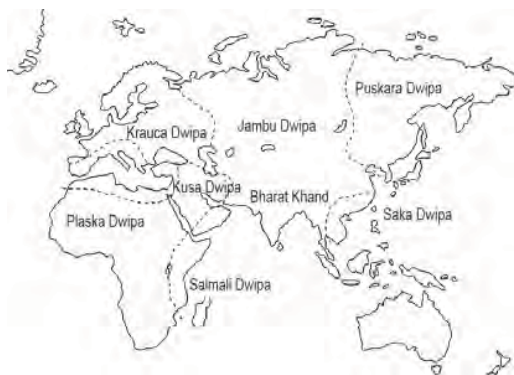 Puskara Dwipa
Jambu Dwipa
Krauca Dwipa
Kusa Dwipa
Bharat Khand
Plaska Dwipa
Saka Dwipa
Salmali Dwipa